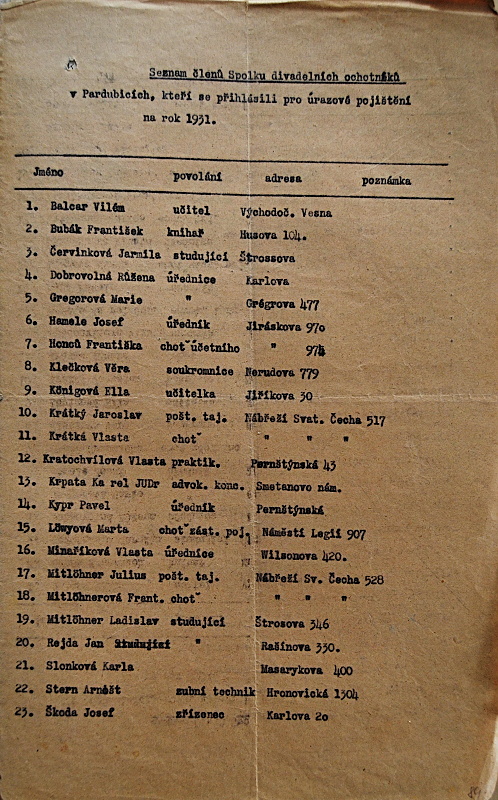 Seznam členů Spolku divadelních ochotníků
v Pardubicích, kteří se přihlásili pro úrazové pojištění
na rok 1931.
Jméno povolání adresa poznámka
1. Balcar Vilém učitel Východoč. Vesna
2. Bubák František knihař Husova 104.
3. Červinková Jarmila studující Štrossova
4. Dobrovolná Růžena úřednice Karlova
5. Gregorová Marie " Grégrova 477
6. Hamele Josef úředník Jiráskova 970
7. Honců Františka choť účetního " 974
8. Klečková Věra soukromnice Nerudova 779
9. Königová Ella učitelka Jiříkova 30
10. Krátký Jaroslav pošt. taj. Nábřeží Svat. Čecha 517
11. Krátká Vlasta choť " " "
12. Kratochvílová Vlasta praktik. Pernštýnská 43
13. Krpata Ka rel JUDr advok. konc. Smetanovo nám.
14. Kypr Pavel úředník Pernštýnská
15. Löwyova Marta choť zást. poj. Náměstí Legií 907
16. Minaříková Vlasta úřednice Wilsonova 420.
17. Mitlöhner Julius pošt. taj. Nábřeží Sv. Čecha 528
18. Mitlöhnerová Frant. choť " " "
19. Mitlöhner Ladislav studující Štrosova 346
20. Rejda Jan studující " Rašínova 330.
21. Slonková Karla Masarykova 400
22. Stern Arnošt zubní technik Hronovická 1304
23. Škoda Josef zřízenec Karlova 20